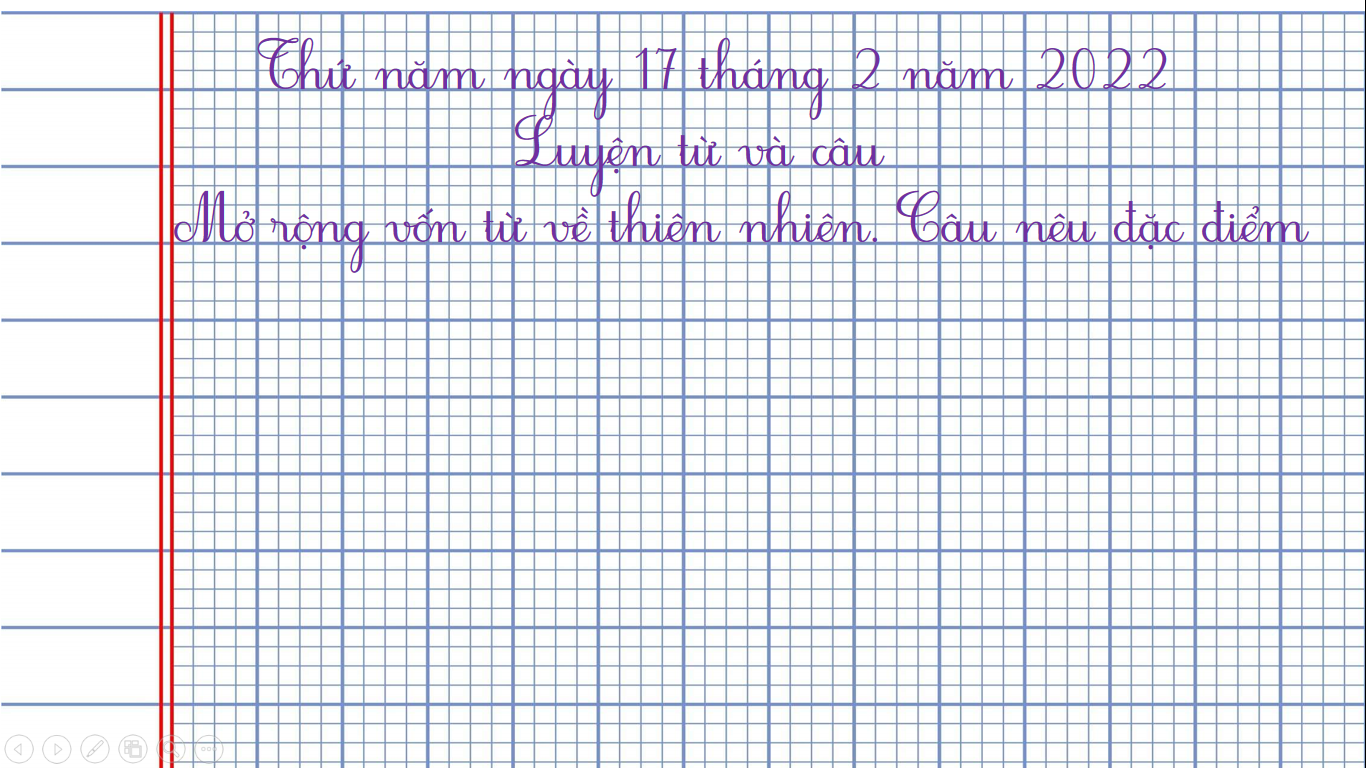 Thứ năm ngày 17 tháng 2 năm 2022
Luyện từ và câu
Mở rộng vốn từ về thiên nhiên. Câu nêu đặc điểm